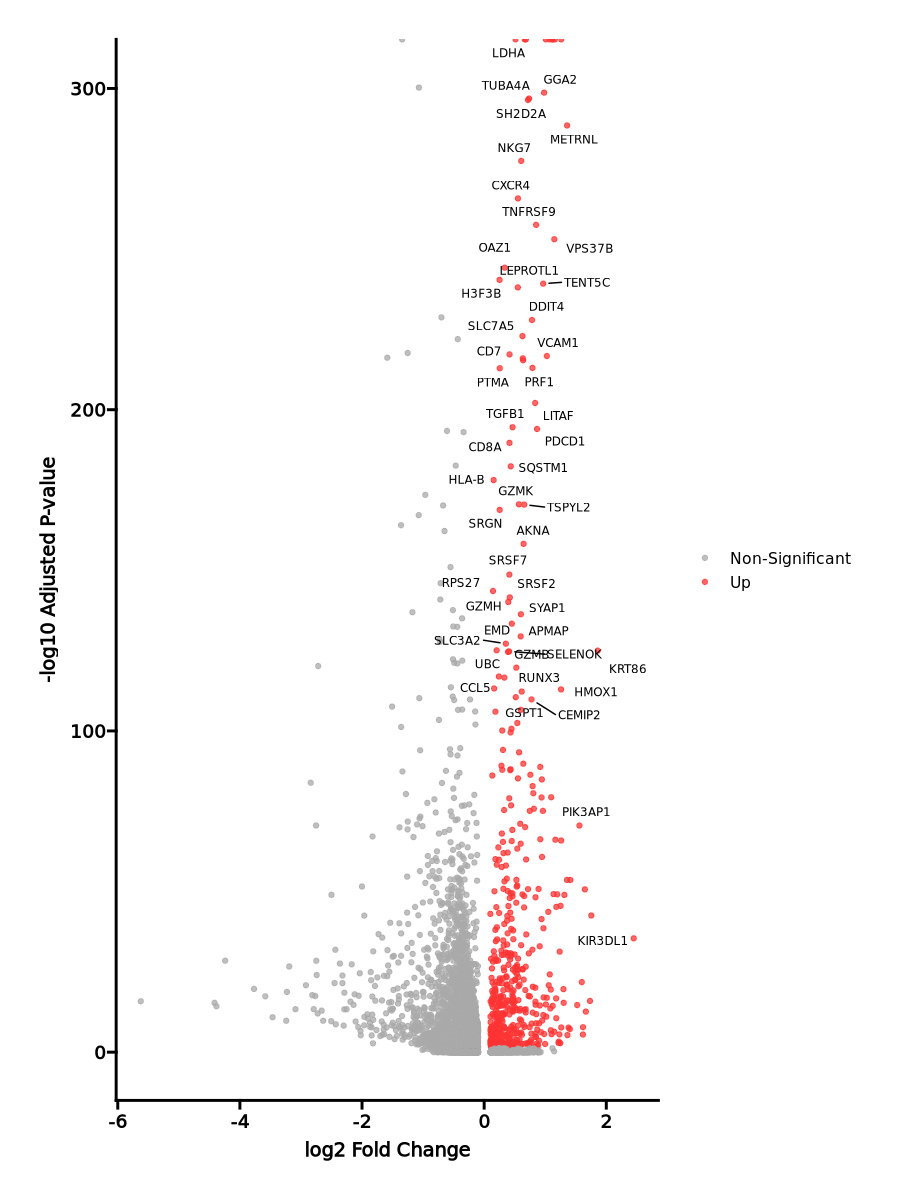 LDHA
300
TUBA4A
GGA2
SH2D2A
METRNL
NKG7
CXCR4
TNFRSF9
OAZ1
VPS37B
LEPROTL1
TENT5C
H3F3B
DDIT4
SLC7A5
VCAM1
CD7
PTMA
PRF1
200
TGFB1
LITAF
PDCD1
CD8A
SQSTM1
HLA-B
GZMK
TSPYL2
SRGN
AKNA
SRSF7
RPS27
SRSF2
GZMH
SYAP1
EMD
APMAP
SLC3A2
GZMB
SELENOK
UBC
KRT86
RUNX3
CCL5
HMOX1
GSPT1
CEMIP2
100
PIK3AP1
KIR3DL1
0
-log10 Adjusted P-value
-6
-4
-2
0
2
log2 Fold Change
Non-Significant
Up